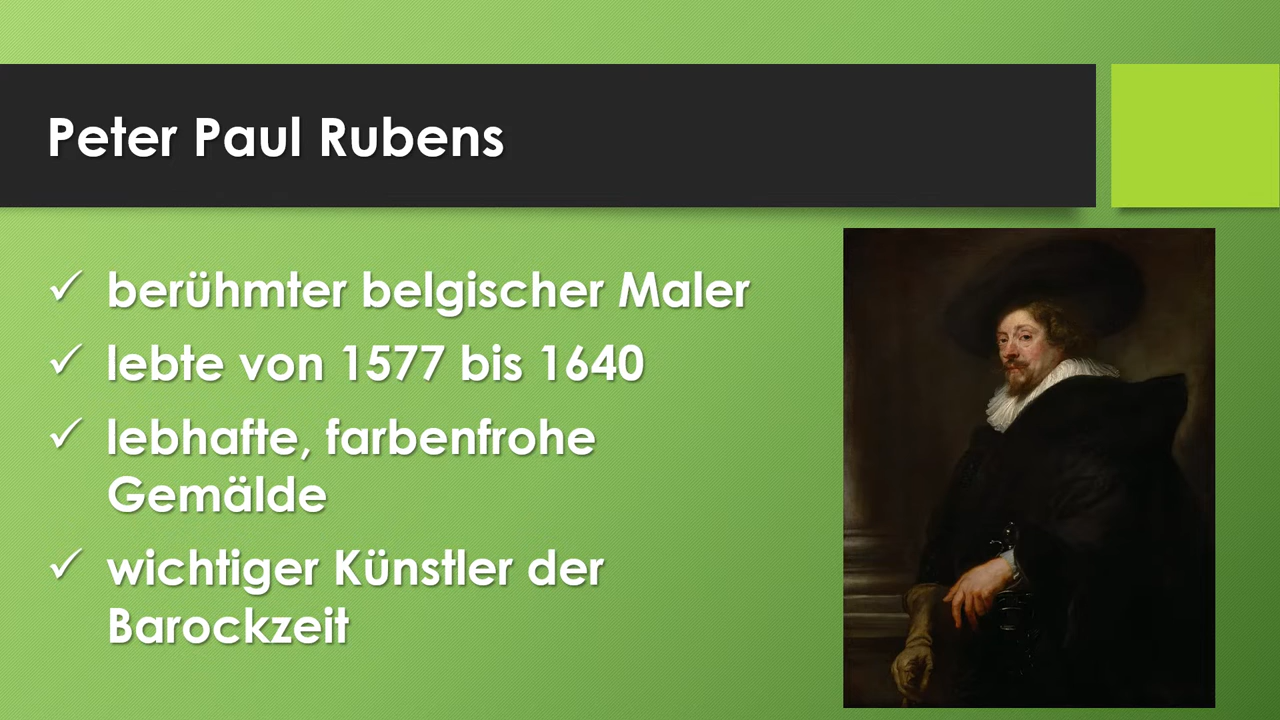 Peter Paul Rubens
✓ berühmter belgischer Maler
✓ lebte von 1577 bis 1640
✓ lebhafte, farbenfrohe
Gemälde
✓ wichtiger Künstler der
Barockzeit